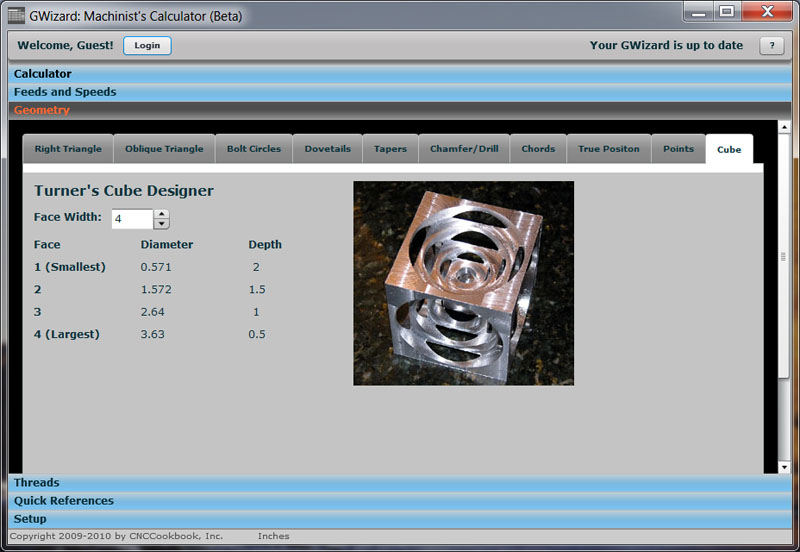 GWizard: Machinist's Calculator (Beta)
Welcome, Guest! Login Your GWizard is up to date ?
Calculator
Feeds and Speeds
Geometry
Right Triangle Oblique Triangle Bolt Circles Dovetails Tapers Chamfer/Drill Chords True Positon Points Cube
Turner's Cube Designer
Face Width: 4
Face Diameter Depth
1 (Smallest) 0.571 2
2 1.572 1.5
3 2.64 1
4 (Largest) 3.63 0.5
Threads
Quick References
Setup
Copyright 2009-2010 by CNCCookbook, Inc. Inches